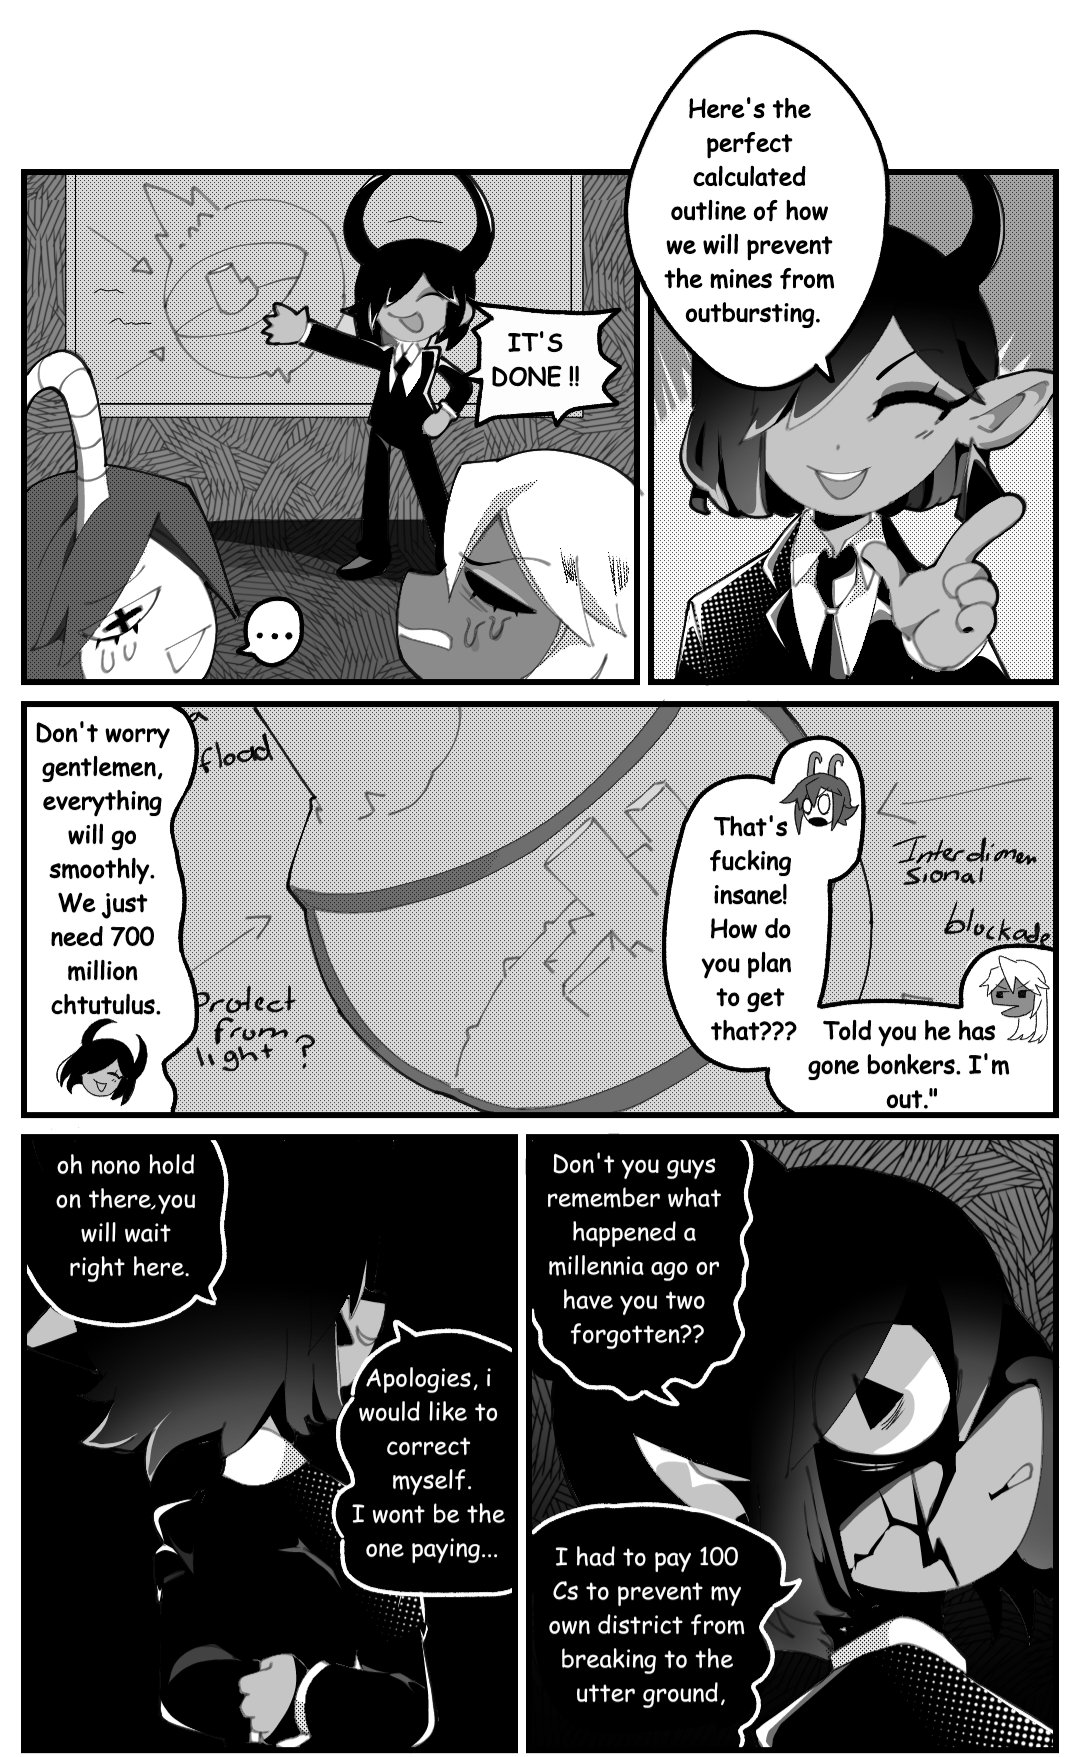 Here's the
perfect
calculated
outline of how
we will prevent
the mines from
outbursting.
IT'S
DONE !!
...
Don't worry
gentlemen,
everything
will go
smoothly.
We just
need 700
million
chtutulus.
a
fload
Protect
from
light ?
That's
fucking
insane!
How do
you plan
to get
that???
Interdimen
sional
blockade
Told you he has
gone bonkers. I'm
out."
oh nono hold
on there,you
will wait
right here.
Apologies, i
would like to
correct
myself.
I wont be the
one paying...
Don't you guys
remember what
happened a
millennia ago or
have you two
forgotten??
I had to pay 100
Cs to prevent my
own district from
breaking to the
utter ground,